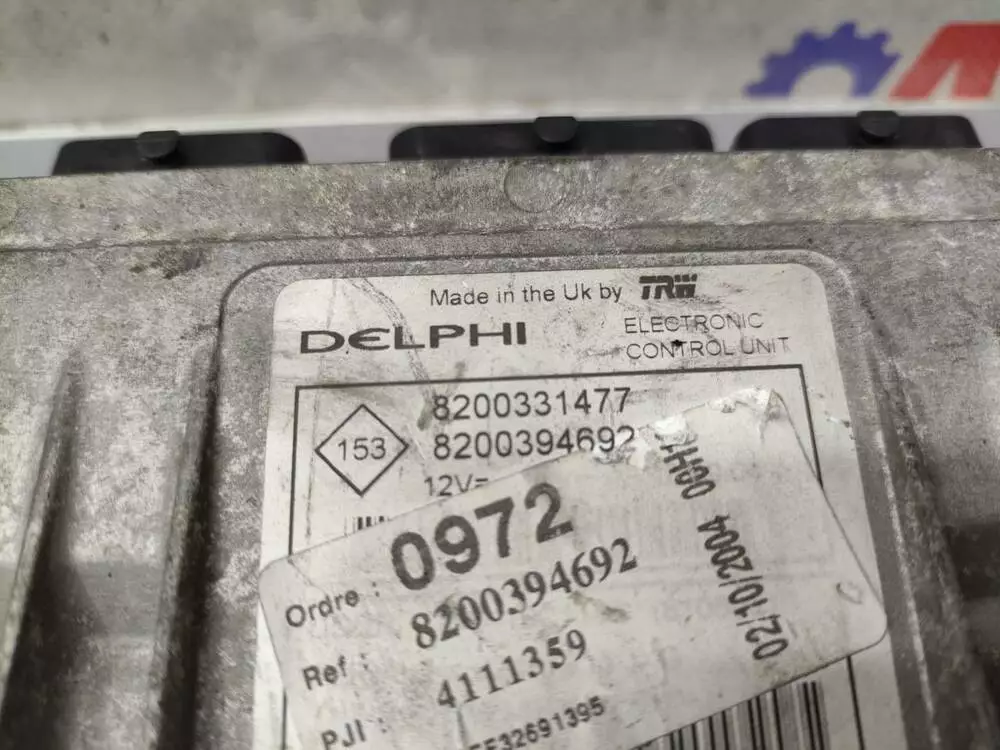 Made in the Uk by TRW
DELPHI
ELECTRONIC
CONTROL UNIT
153
8200331477
8200394692
12V=
Ordre : 0972
Ref : 8200394692
PJI : 4111359
02/10/2004
32691395